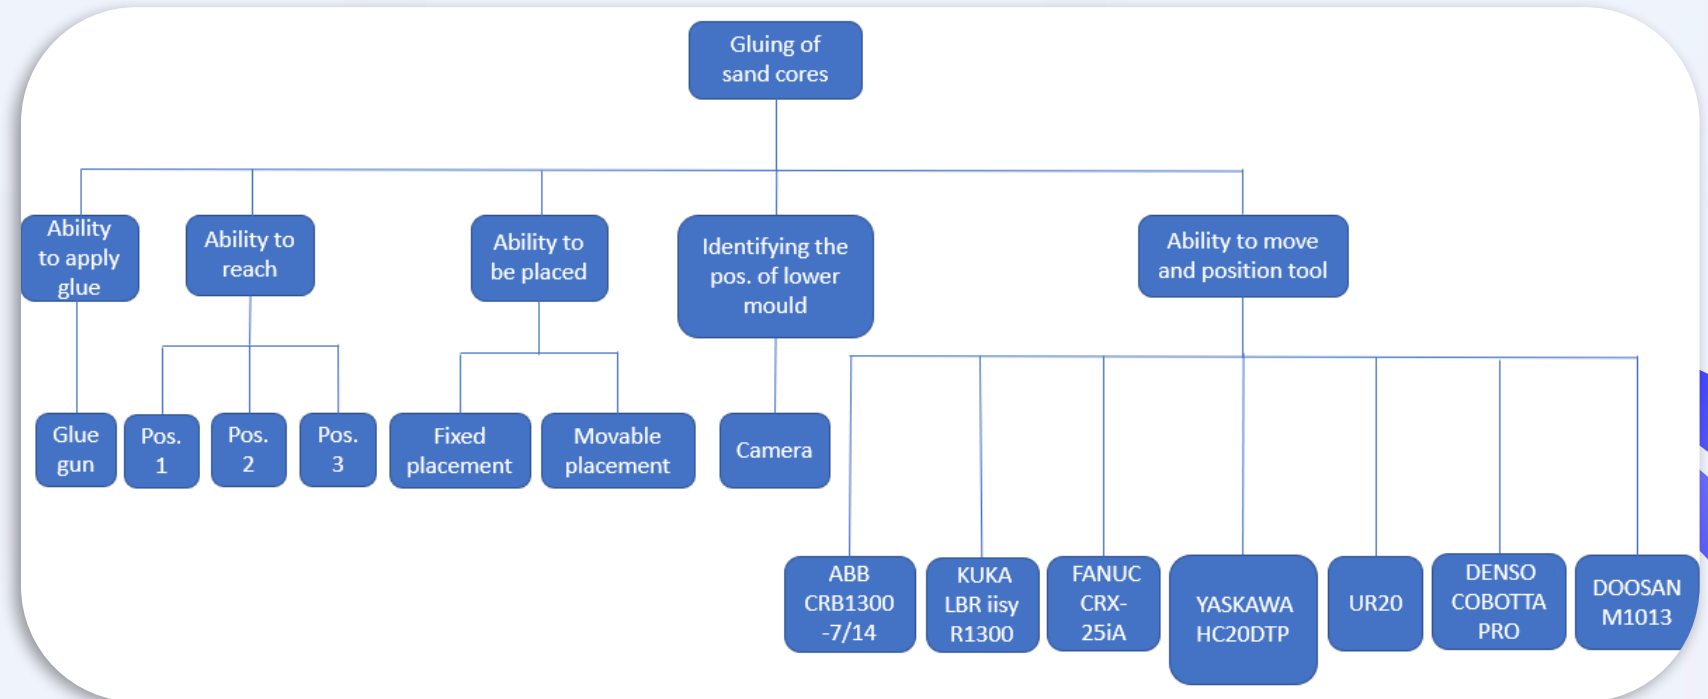 Gluing of
sand cores
Ability
to apply
glue
Ability to
reach
Ability to
be placed
Identifying the
pos. of lower
mould
Ability to move
and position tool
Glue
gun
Pos.
1
Pos.
2
Pos.
3
Fixed
placement
Movable
placement
Camera
ABB
CRB1300
-7/14
KUKA
LBR iisy
R1300
FANUC
CRX-
25iA
YASKAWA
HC20DTP
UR20
DENSO
COBOTTA
PRO
DOOSAN
M1013